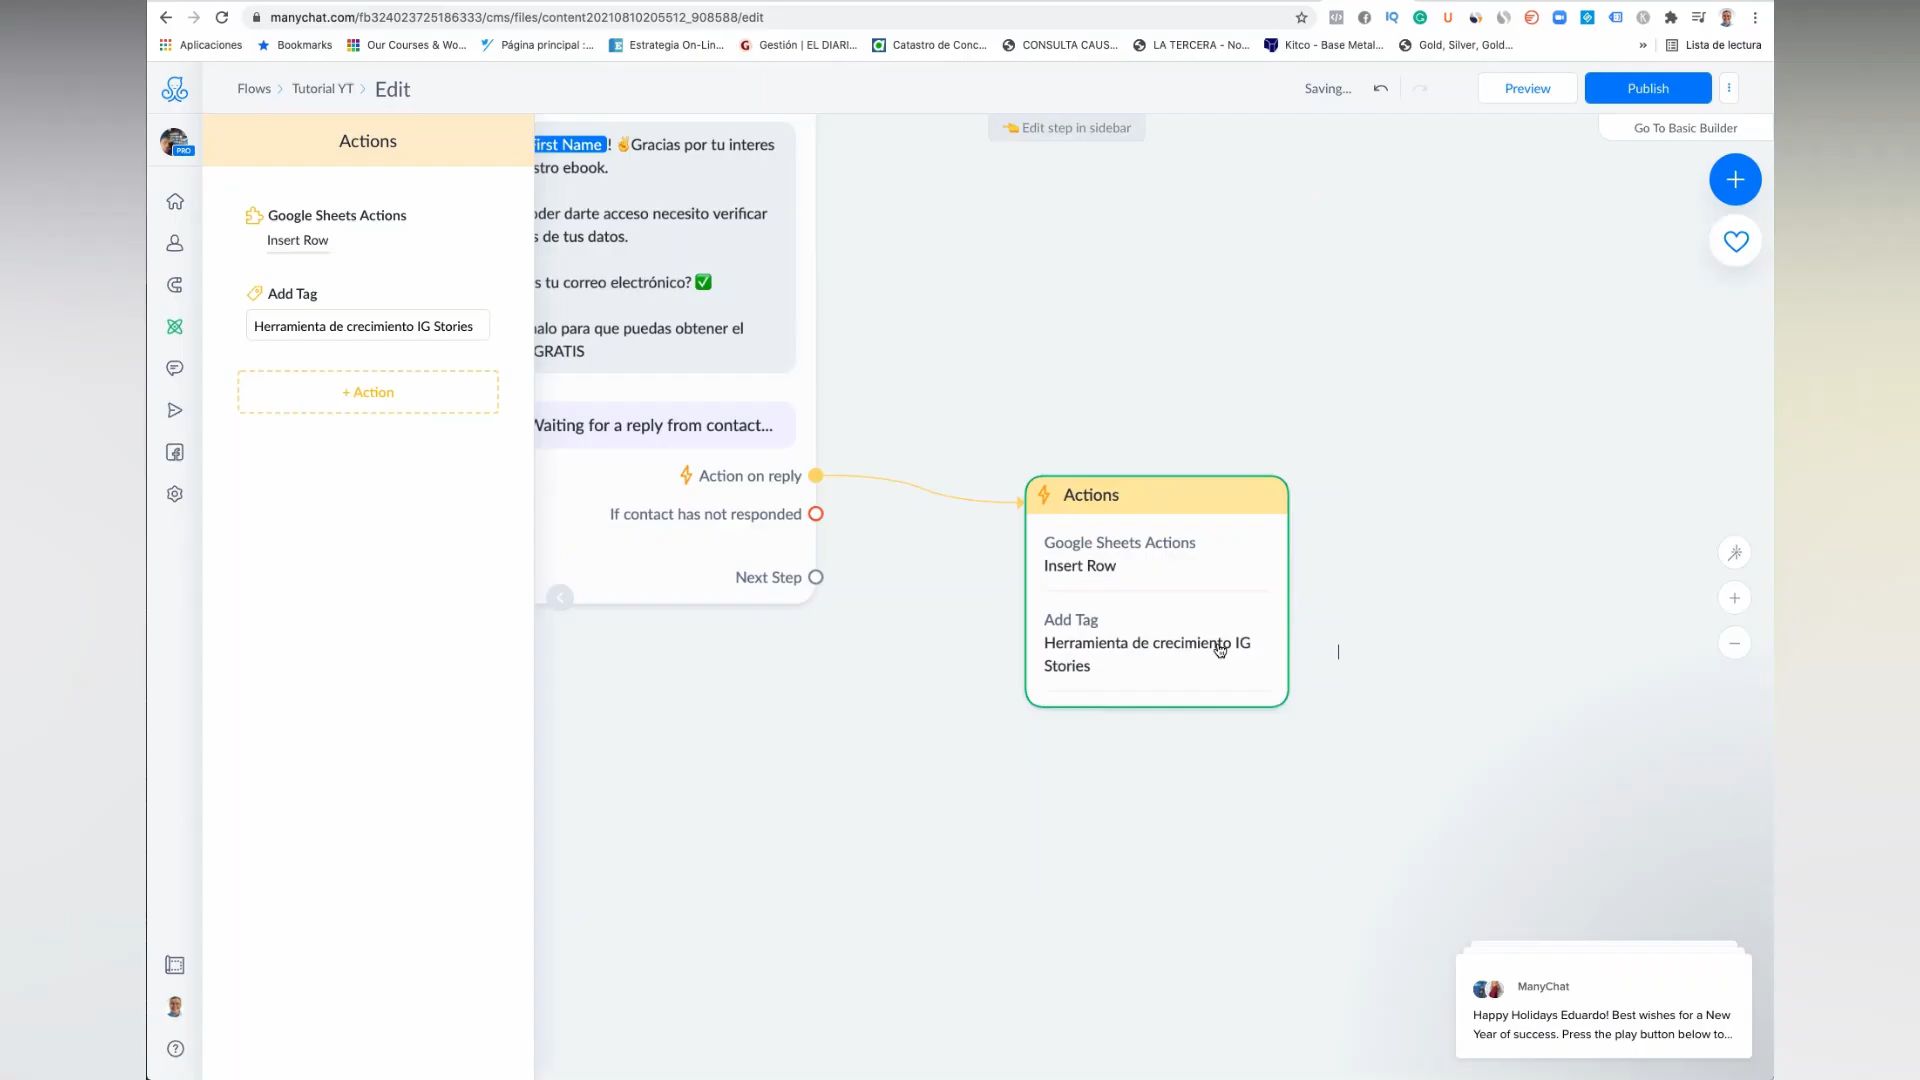 manychat.com/fb324023725186333/cms/files/content20210810205512_908588/edit
Aplicaciones
Bookmarks
Our Courses & Wo...
Página principal :...
Estrategia On-Lin...
Gestión | EL DIARI...
Catastro de Conc...
CONSULTA CAUS...
LA TERCERA - No...
Kitco - Base Metal...
Gold, Silver, Gold...
»
Lista de lectura
Flows > Tutorial YT > Edit
Saving...
Preview
Publish
PRO
Actions
Google Sheets Actions
Insert Row
Add Tag
Herramienta de crecimiento IG Stories
+ Action
First Name! ✌Gracias por tu interes
stro ebook.
oder darte acceso necesito verificar
s de tus datos.
s tu correo electrónico? ✅
nalo para que puedas obtener el
GRATIS
Waiting for a reply from contact...
Action on reply
If contact has not responded
Next Step
Edit step in sidebar
Go To Basic Builder
Actions
Google Sheets Actions
Insert Row
Add Tag
Herramienta de crecimiento IG
Stories
ManyChat
Happy Holidays Eduardo! Best wishes for a New
Year of success. Press the play button below to...